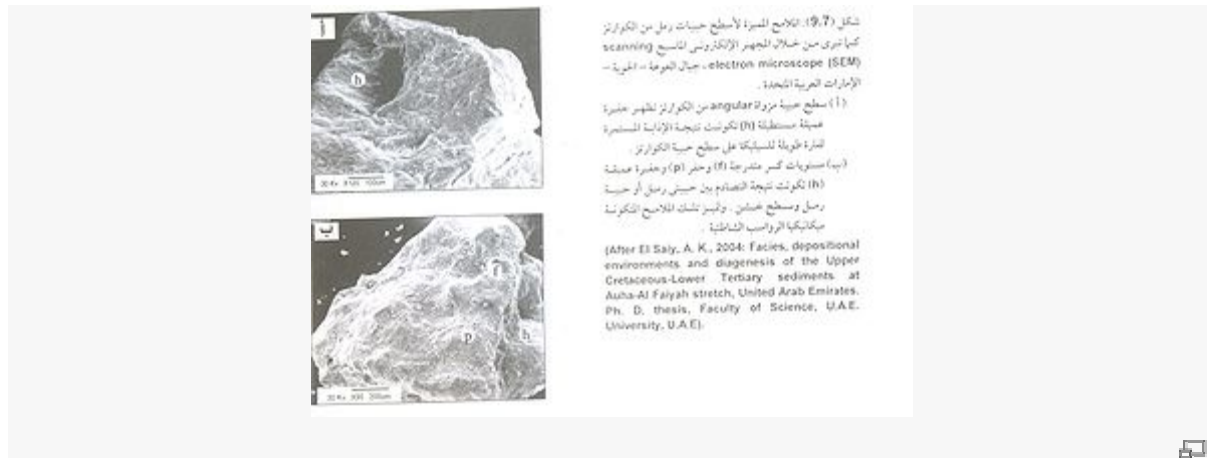 أ
h
شكل (9.7): الملامح المميزة لأسطح حبيبات رمل من الكوارتز
كما ترى من خلال المجهر الإلكتروني الماسح scanning
electron microscope (SEM)، جبال العوهة – الحوية –
الإمارات العربية المتحدة .
(أ) سطح حبيبة مزواة angular من الكوارتز تظهر حفرة
عميقة مستطيلة (h) تكونت نتيجة الإذابة المستمرة
لفترة طويلة للسيليكا على سطح حبيبة الكوارتز .
(ب) مستويات كسر متدرجة (f) وحفر (p) وحفرة عميقة
(h) تكونت نتيجة التصادم بين حبيبتي رمل أو حبيبة
رمل وسطح خشن . وتميز تلك الملامح المتكونة
ميكانيكيا الرواسب الشاطئية .
(After El Saiy, A. K., 2004: Facies, depositional
environments and diagenesis of the Upper
Cretaceous-Lower Tertiary sediments at
Auha-Al Faiyah stretch, United Arab Emirates.
Ph. D. thesis, Faculty of Science, U.A.E.
University, U.A.E).
ب
f
p
h